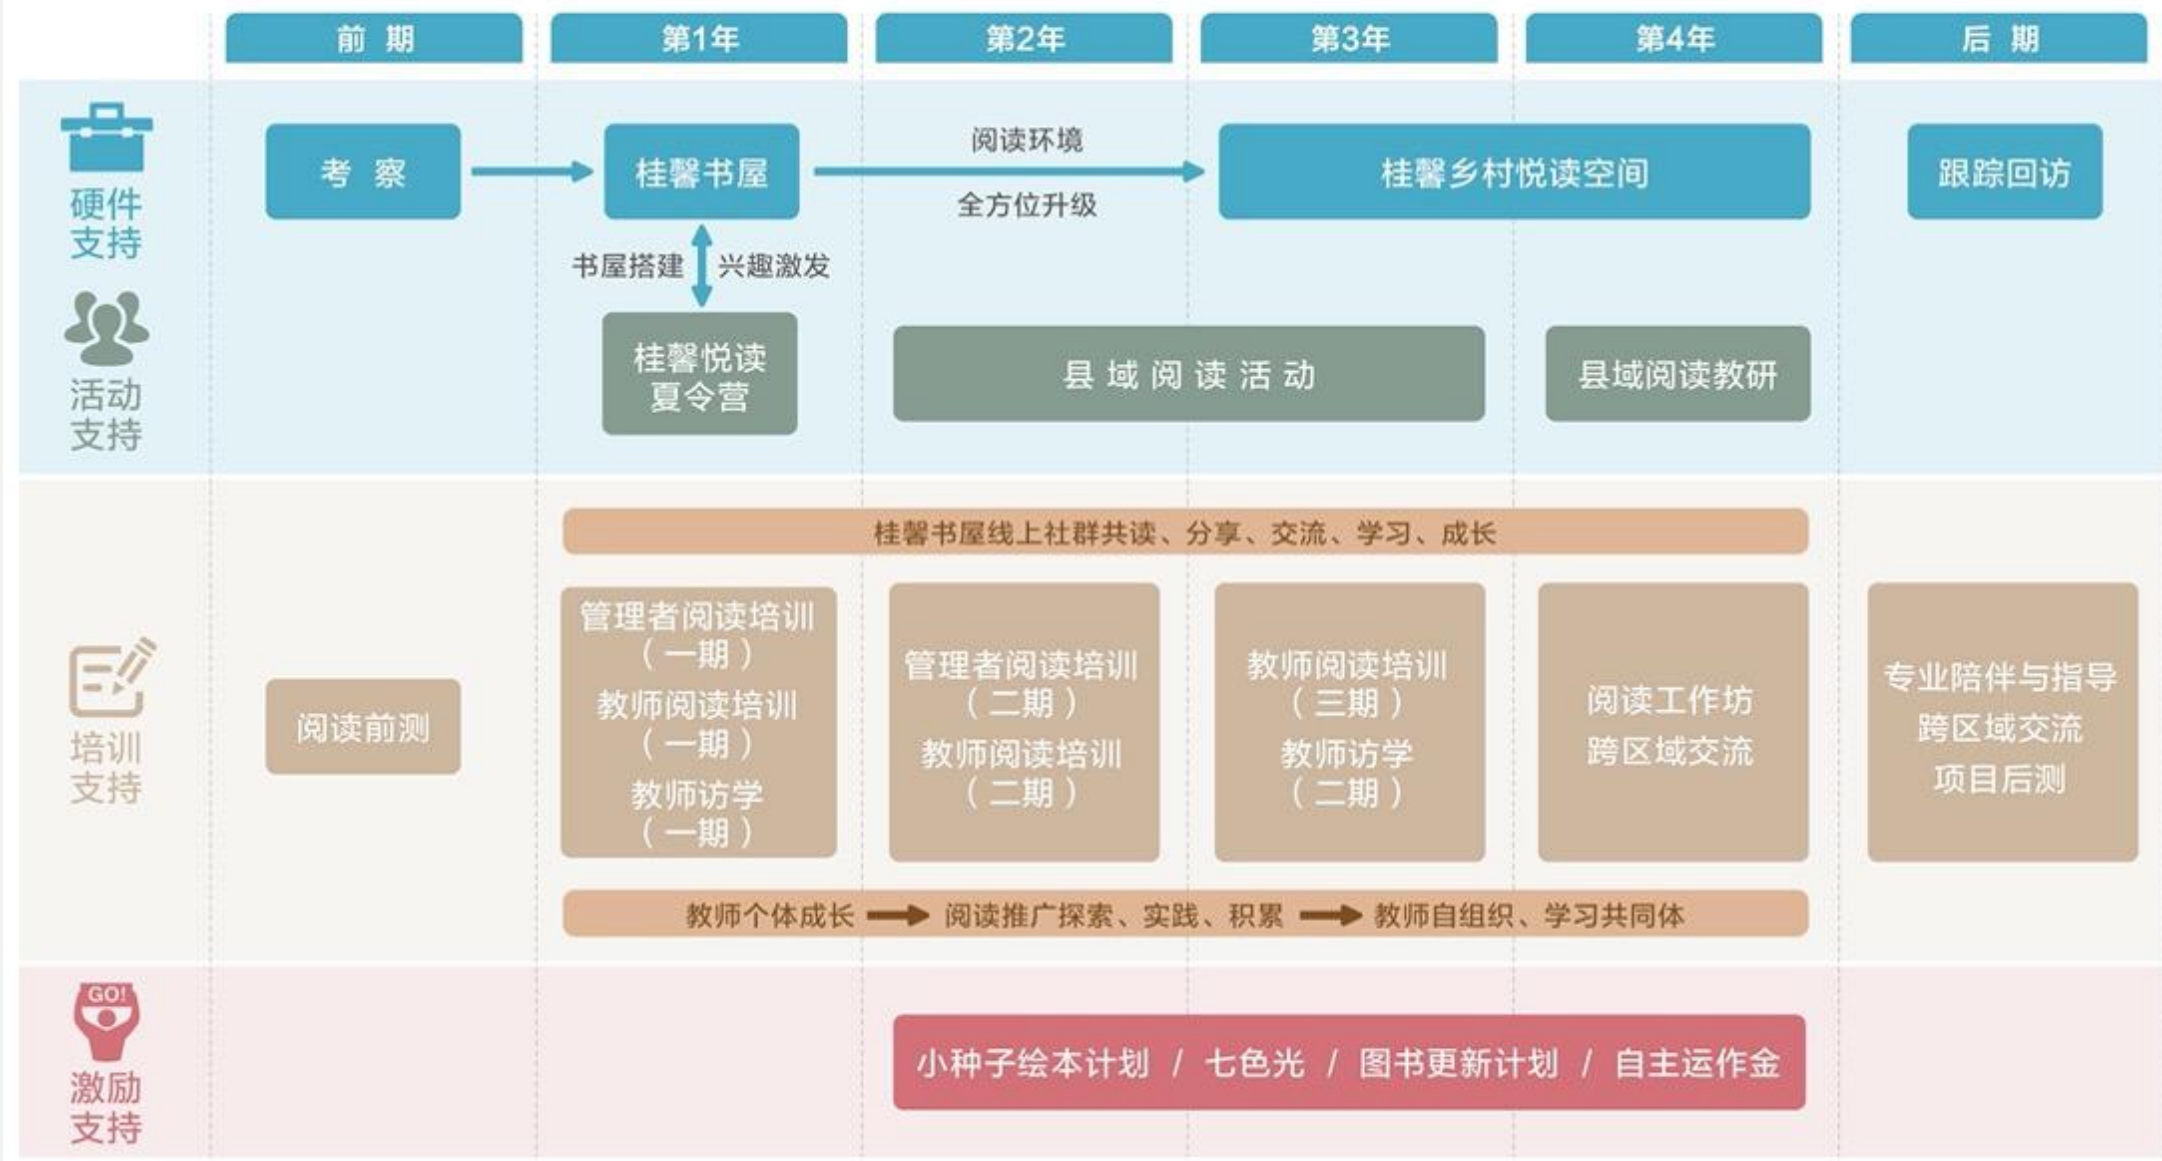 前 期
第1年
第2年
第3年
第4年
后 期
硬件
支持
考 察
桂馨书屋
阅读环境
全方位升级
桂馨乡村悦读空间
跟踪回访
书屋搭建
兴趣激发
活动
支持
桂馨悦读
夏令营
县域阅读活动
县域阅读教研
桂馨书屋线上社群共读、分享、交流、学习、成长
培训
支持
阅读前测
管理者阅读培训
（一期）
教师阅读培训
（一期）
教师访学
（一期）
管理者阅读培训
（二期）
教师阅读培训
（二期）
教师阅读培训
（三期）
教师访学
（二期）
阅读工作坊
跨区域交流
专业陪伴与指导
跨区域交流
项目后测
教师个体成长 → 阅读推广探索、实践、积累 → 教师自组织、学习共同体
GO!
激励
支持
小种子绘本计划 / 七色光 / 图书更新计划 / 自主运作金